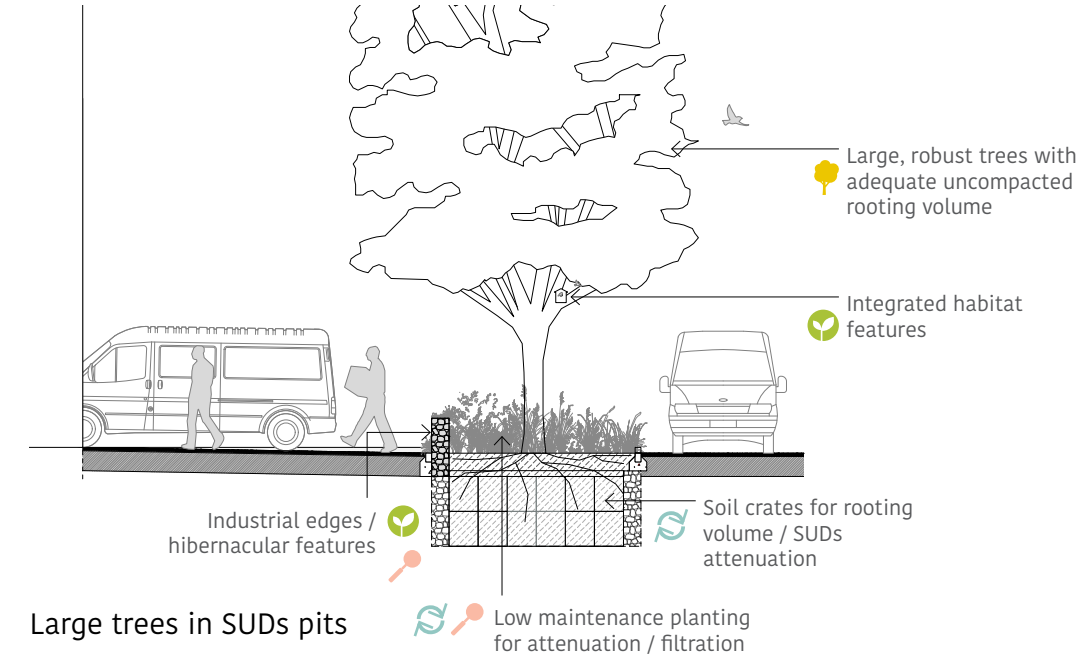 Large, robust trees with
adequate uncompacted
rooting volume
Integrated habitat
features
Industrial edges /
hibernacular features
Soil crates for rooting
volume / SUDs
attenuation
Low maintenance planting
for attenuation / filtration
Large trees in SUDs pits